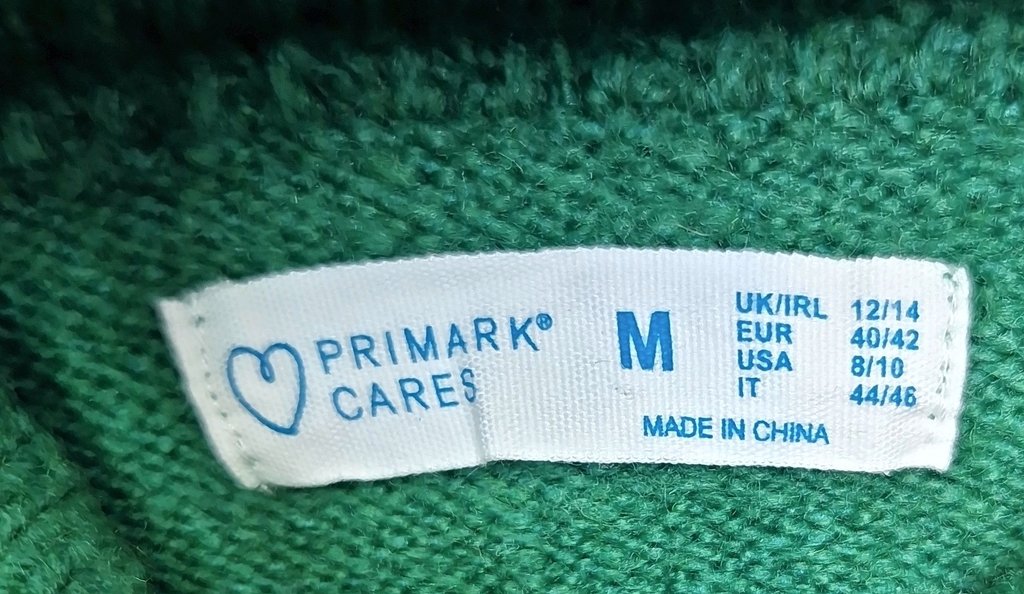 PRIMARK®
CARES
M
UK/IRL 12/14
EUR 40/42
USA 8/10
IT 44/46
MADE IN CHINA